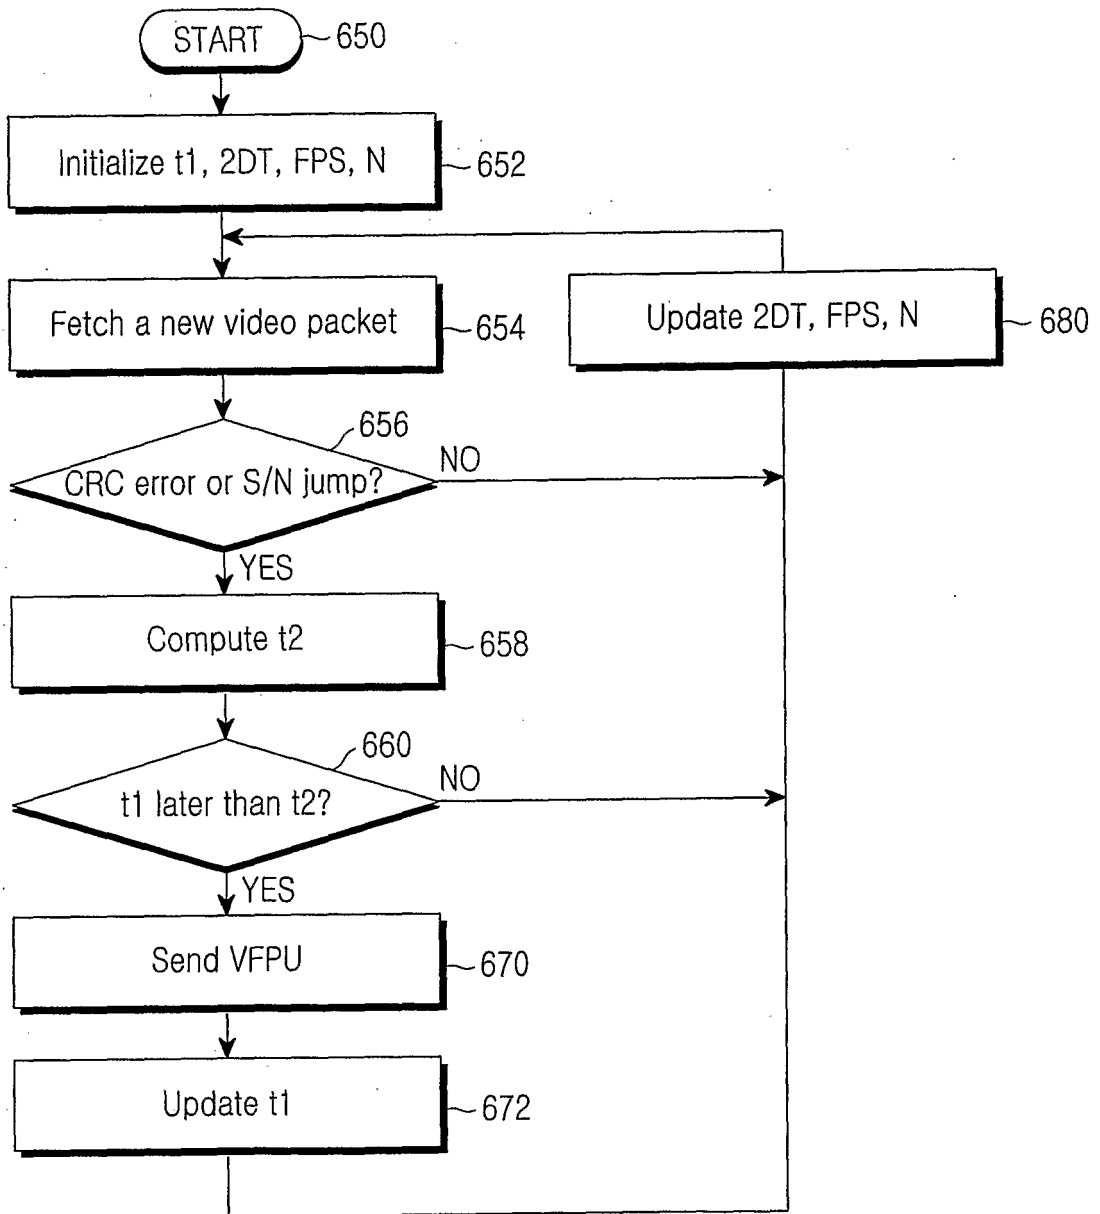 START
650
Initialize t1, 2DT, FPS, N
652
Fetch a new video packet
654
Update 2DT, FPS, N
680
656
CRC error or S/N jump?
NO
YES
Compute t2
658
660
t1 later than t2?
NO
YES
Send VFPU
670
Update t1
672